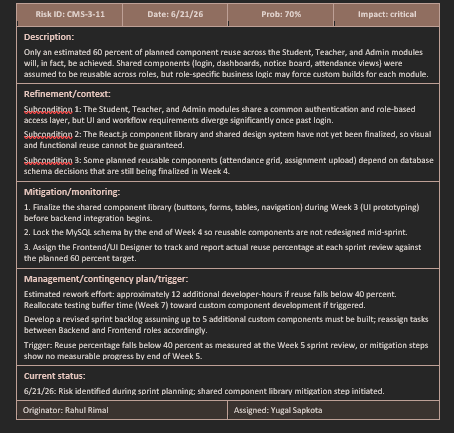 Risk ID: CMS-3-11 Date: 6/21/26 Prob: 70% Impact: critical
Description:
Only an estimated 60 percent of planned component reuse across the Student, Teacher, and Admin modules
will, in fact, be achieved. Shared components (login, dashboards, notice board, attendance views) were
assumed to be reusable across roles, but role-specific business logic may force custom builds for each module.
Refinement/context:
Subcondition 1: The Student, Teacher, and Admin modules share a common authentication and role-based
access layer, but UI and workflow requirements diverge significantly once past login.
Subcondition 2: The React.js component library and shared design system have not yet been finalized, so visual
and functional reuse cannot be guaranteed.
Subcondition 3: Some planned reusable components (attendance grid, assignment upload) depend on database
schema decisions that are still being finalized in Week 4.
Mitigation/monitoring:
1. Finalize the shared component library (buttons, forms, tables, navigation) during Week 3 (UI prototyping)
before backend integration begins.
2. Lock the MySQL schema by the end of Week 4 so reusable components are not redesigned mid-sprint.
3. Assign the Frontend/UI Designer to track and report actual reuse percentage at each sprint review against
the planned 60 percent target.
Management/contingency plan/trigger:
Estimated rework effort: approximately 12 additional developer-hours if reuse falls below 40 percent.
Reallocate testing buffer time (Week 7) toward custom component development if triggered.
Develop a revised sprint backlog assuming up to 5 additional custom components must be built; reassign tasks
between Backend and Frontend roles accordingly.
Trigger: Reuse percentage falls below 40 percent as measured at the Week 5 sprint review, or mitigation steps
show no measurable progress by end of Week 5.
Current status:
6/21/26: Risk identified during sprint planning; shared component library mitigation step initiated.
Originator: Rahul Rimal Assigned: Yugal Sapkota